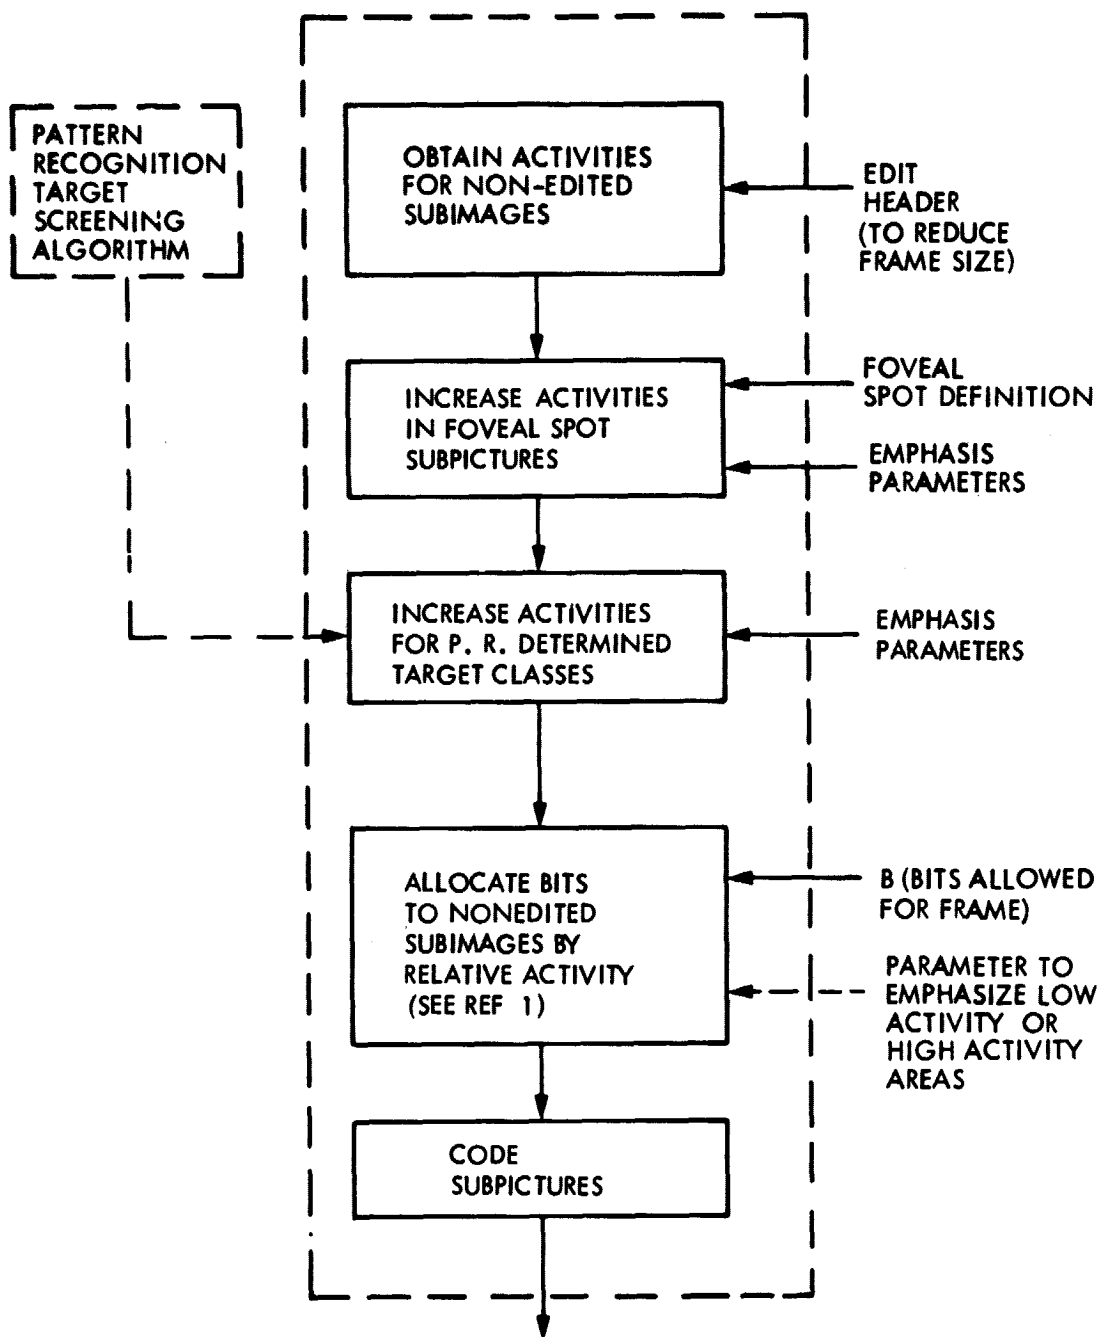 PATTERN
RECOGNITION
TARGET
SCREENING
ALGORITHM
OBTAIN ACTIVITIES
FOR NON-EDITED
SUBIMAGES
EDIT
HEADER
(TO REDUCE
FRAME SIZE)
INCREASE ACTIVITIES
IN FOVEAL SPOT
SUBPICTURES
FOVEAL
SPOT DEFINITION
EMPHASIS
PARAMETERS
INCREASE ACTIVITIES
FOR P. R. DETERMINED
TARGET CLASSES
EMPHASIS
PARAMETERS
ALLOCATE BITS
TO NONEDITED
SUBIMAGES BY
RELATIVE ACTIVITY
(SEE REF 1)
B (BITS ALLOWED
FOR FRAME)
PARAMETER TO
EMPHASIZE LOW
ACTIVITY OR
HIGH ACTIVITY
AREAS
CODE
SUBPICTURES